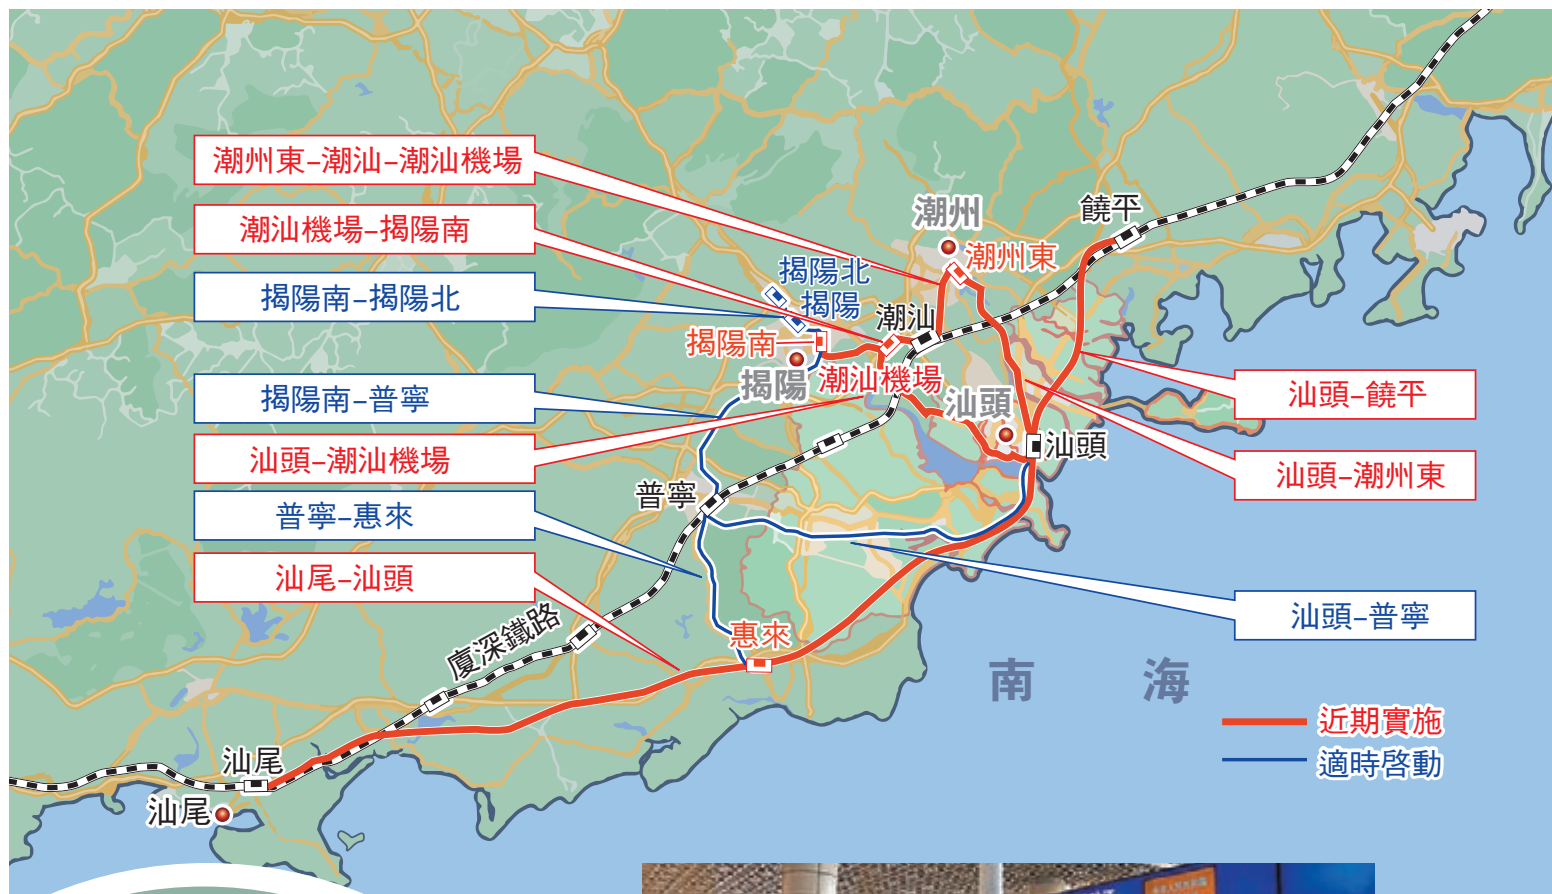 潮州東-潮汕-潮汕機場
潮汕機場-揭陽南
揭陽南-揭陽北
揭陽南-普寧
汕頭-潮汕機場
普寧-惠來
汕尾-汕頭
潮州
饒平
潮州東
揭陽北
揭陽
潮汕
揭陽南
揭陽
潮汕機場
汕頭
汕頭
汕頭-饒平
汕頭-潮州東
普寧
汕頭-普寧
廈深鐵路
惠來
南海
近期實施
適時啓動
汕尾
汕尾